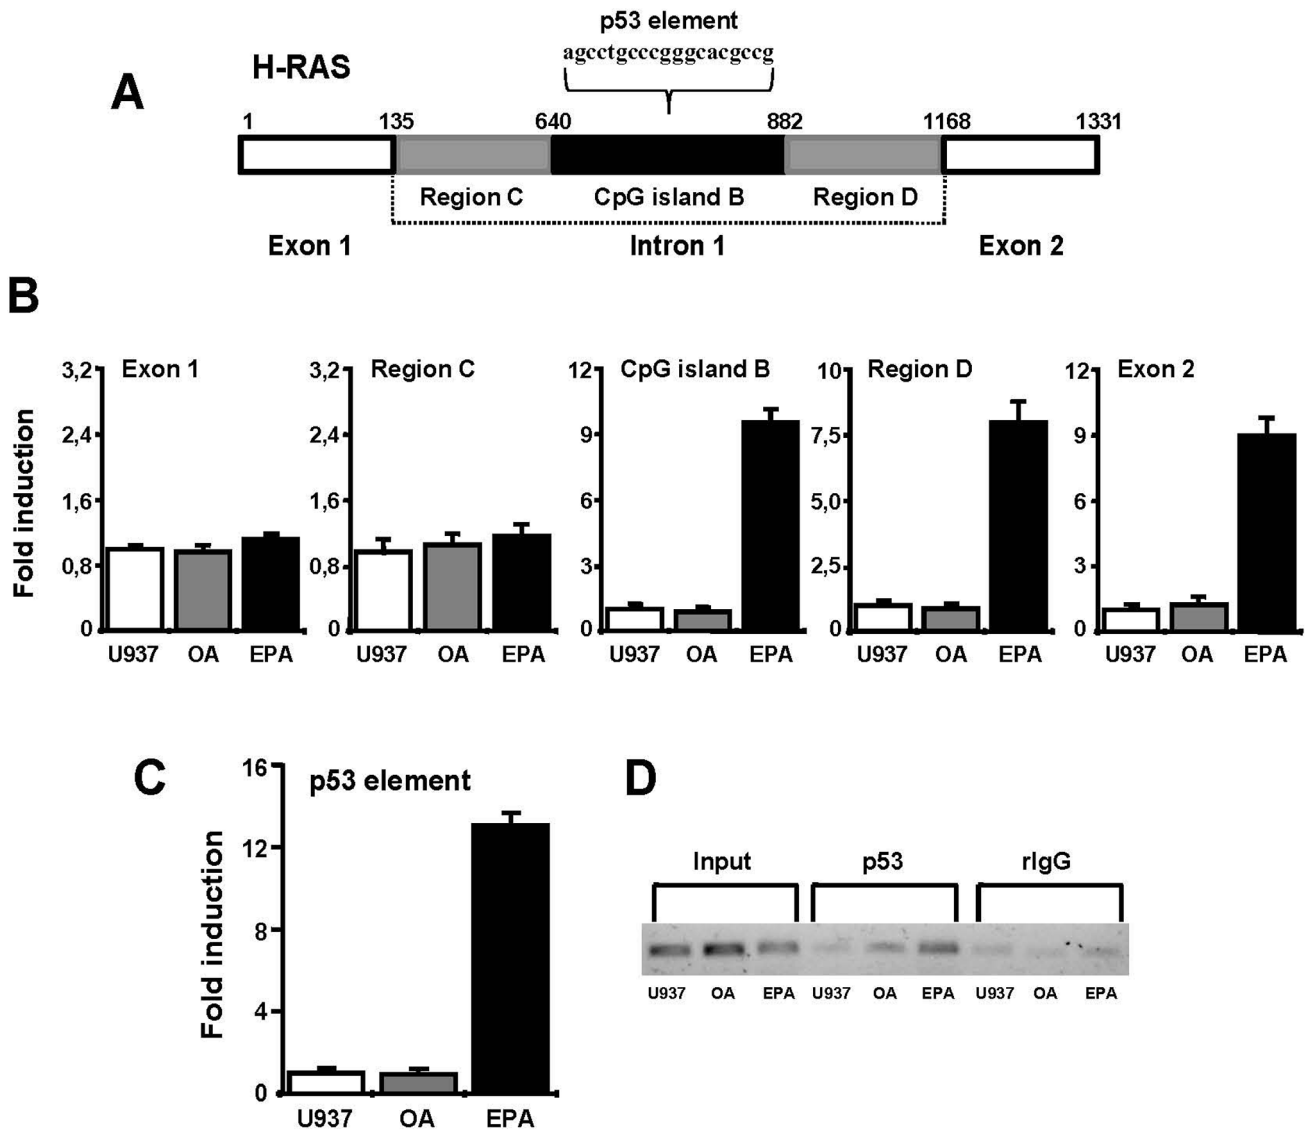 p53 element
agcctgcccgggcacgccg
A
H-RAS
1 135 640 882 1168 1331
Region C CpG island B Region D
Exon 1 Intron 1 Exon 2
B
Fold induction
Exon 1
3,2
2,4
1,6
0,8
0
U937 OA EPA
Region C
3,2
2,4
1,6
0,8
0
U937 OA EPA
CpG island B
12
9
6
3
0
U937 OA EPA
Region D
10
7,5
5,0
2,5
0
U937 OA EPA
Exon 2
12
9
6
3
0
U937 OA EPA
C
p53 element
Fold induction
16
12
8
4
0
U937 OA EPA
D
Input p53 rIgG
U937 OA EPA U937 OA EPA U937 OA EPA